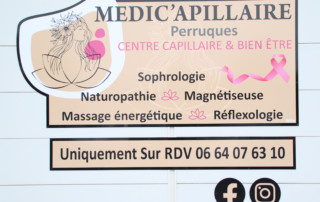 MEDIC'APILLAIRE
Perruques
CENTRE CAPILLAIRE & BIEN ÊTRE
Sophrologie
Naturopathie Magnétiseuse
Massage énergétique Réflexologie
Uniquement Sur RDV 06 64 07 63 10